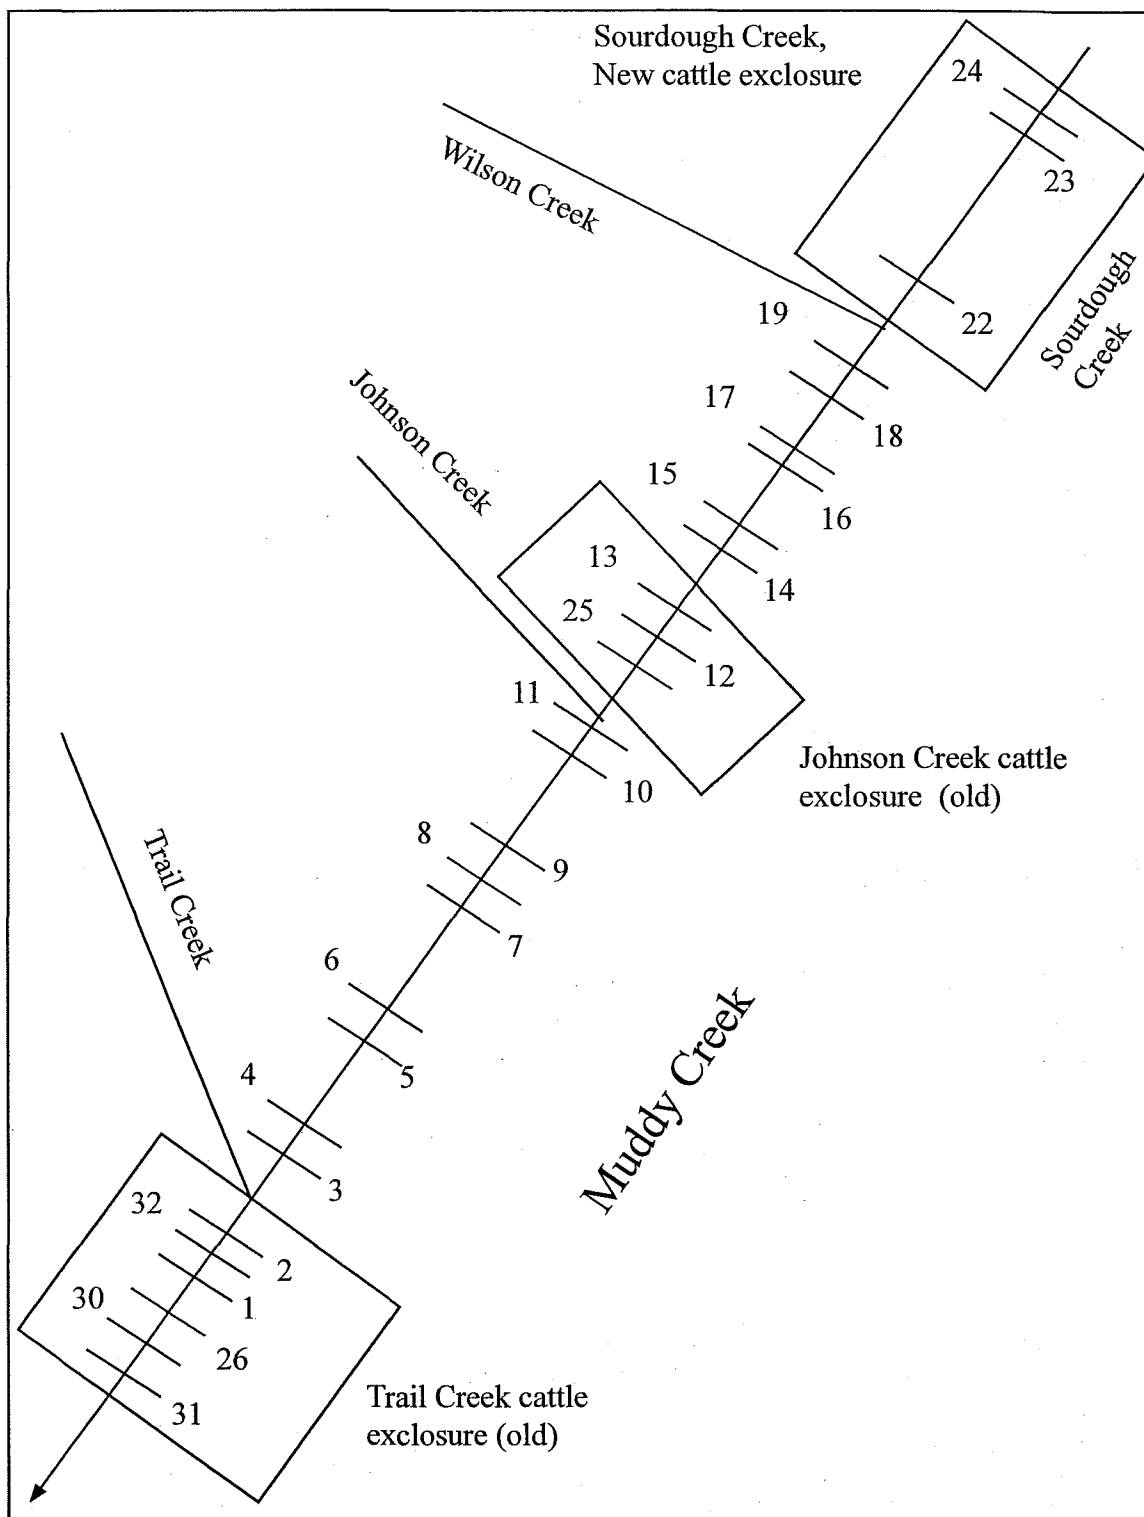 Sourdough Creek,
New cattle exclosure
24
23
Wilson Creek
22
Sourdough
Creek
19
18
Johnson Creek
17
16
15
14
13
25
12
11
10
Johnson Creek cattle
exclosure (old)
8
9
7
Trail Creek
6
5
Muddy Creek
4
3
32
2
1
30
26
31
Trail Creek cattle
exclosure (old)